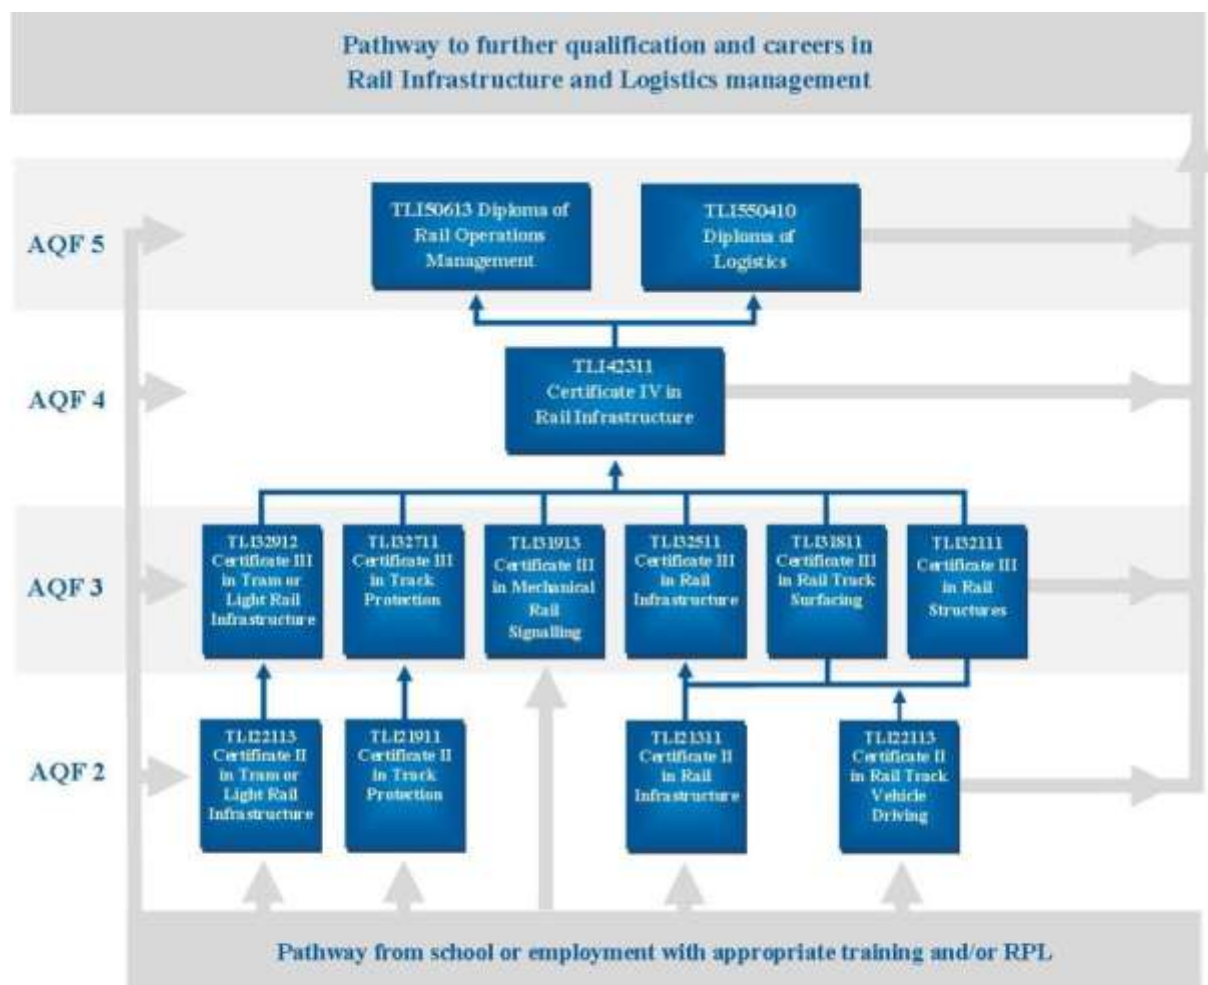 Pathway to further qualification and careers in
Rail Infrastructure and Logistics management
AQF 5
TLI50613 Diploma of
Rail Operations
Management
TLI550410
Diploma of
Logistics
AQF 4
TLI42311
Certificate IV in
Rail Infrastructure
AQF 3
TLI32912
Certificate III
in Tram or
Light Rail
Infrastructure
TLI32711
Certificate III
in Track
Protection
TLI31913
Certificate III
in Mechanical
Rail
Signalling
TLI32511
Certificate III
in Rail
Infrastructure
TLI31811
Certificate III
in Rail Track
Surfacing
TLI32111
Certificate III
in Rail
Structures
AQF 2
TLI22113
Certificate II
in Tram or
Light Rail
Infrastructure
TLI21911
Certificate II
in Track
Protection
TLI21311
Certificate II
in Rail
Infrastructure
TLI22113
Certificate II
in Rail Track
Vehicle
Driving
Pathway from school or employment with appropriate training and/or RPL